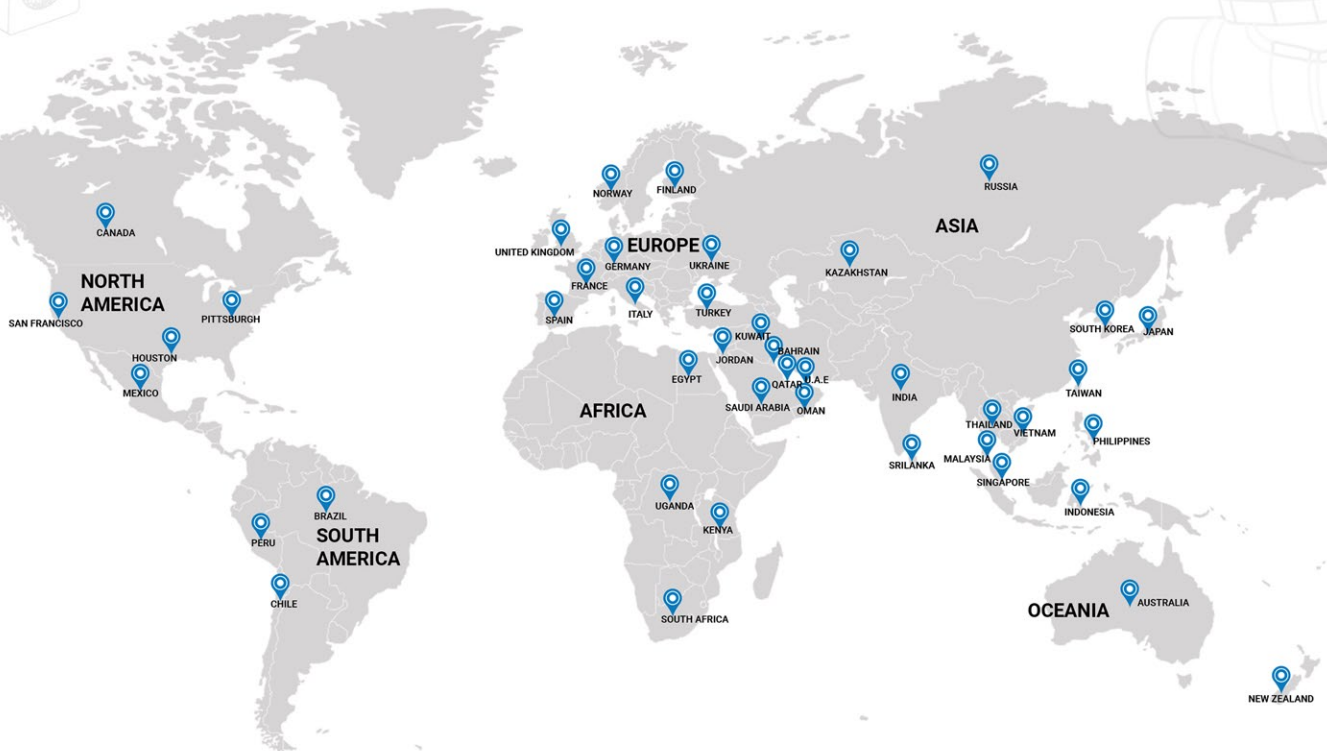 NORWAY
FINLAND
RUSSIA
CANADA
ASIA
UNITED KINGDOM
EUROPE
GERMANY
UKRAINE
KAZAKHSTAN
NORTH
AMERICA
FRANCE
SAN FRANCISCO
PITTSBURGH
SPAIN
ITALY
TURKEY
SOUTH KOREA
JAPAN
HOUSTON
KUWAIT
BAHRAIN
JORDAN
MEXICO
EGYPT
QATAR
U.A.E
INDIA
TAIWAN
AFRICA
SAUDI ARABIA
OMAN
THAILAND
VIETNAM
PHILIPPINES
SRILANKA
MALAYSIA
SINGAPORE
BRAZIL
UGANDA
INDONESIA
PERU
SOUTH
AMERICA
KENYA
CHILE
SOUTH AFRICA
OCEANIA
AUSTRALIA
NEW ZEALAND